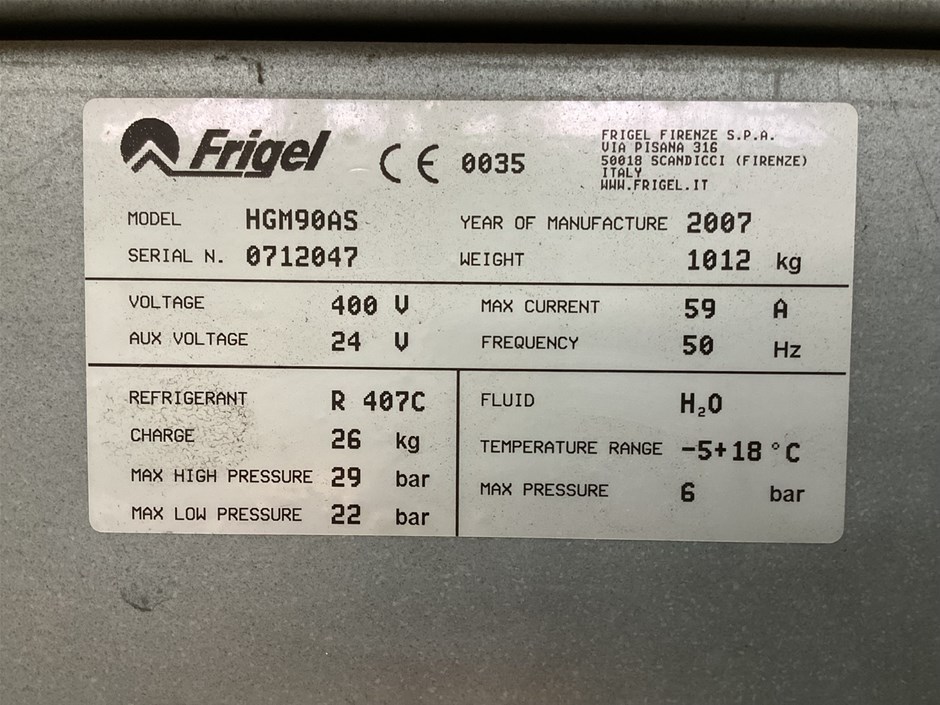 Frigel CE 0035
FRIGEL FIRENZE S.P.A.
VIA PISANA 316
50018 SCANDICCI (FIRENZE)
ITALY
WWW.FRIGEL.IT
MODEL HGM90AS YEAR OF MANUFACTURE 2007
SERIAL N. 0712047 WEIGHT 1012 kg
VOLTAGE 400 V MAX CURRENT 59 A
AUX VOLTAGE 24 V FREQUENCY 50 Hz
REFRIGERANT R 407C
CHARGE 26 kg
MAX HIGH PRESSURE 29 bar
MAX LOW PRESSURE 22 bar
FLUID H₂O
TEMPERATURE RANGE -5+18 °C
MAX PRESSURE 6 bar